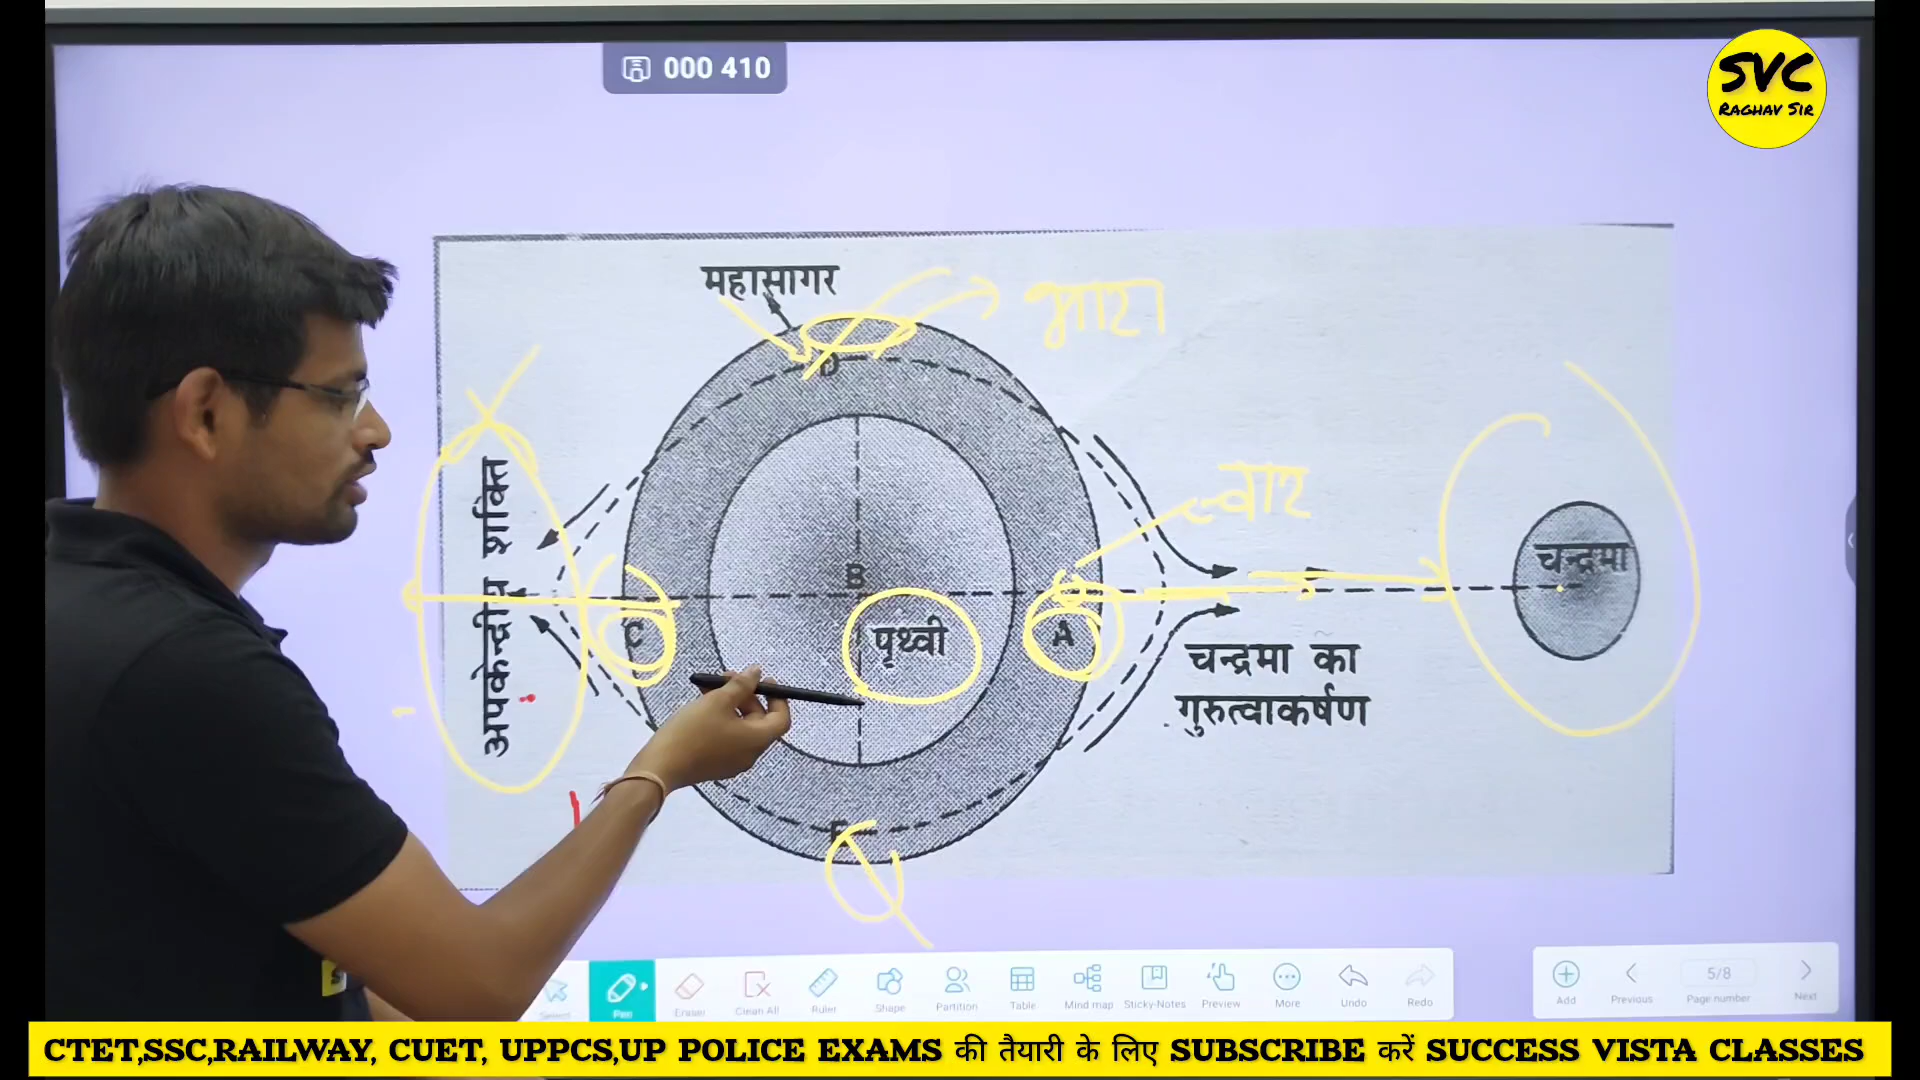 000 410
SVC
RAGHAV SIR
महासागर
भाटा
D
ज्वार
अपकेन्द्रीय शक्ति
B
चन्द्रमा
C
पृथ्वी
A
चन्द्रमा का
गुरुत्वाकर्षण
Select
Pen
Eraser
Clean All
Ruler
Shape
Partition
Table
Mind map
Sticky-Notes
Preview
More
Undo
Redo
Add
Previous
5/8
Page number
Next
CTET,SSC,RAILWAY, CUET, UPPCS,UP POLICE EXAMS की तैयारी के लिए SUBSCRIBE करें SUCCESS VISTA CLASSES